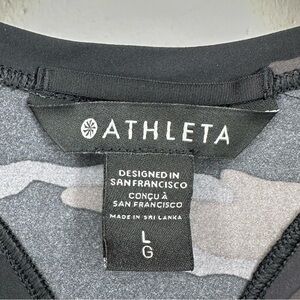 ATHLETA
DESIGNED IN
SAN FRANCISCO
CONÇU À
SAN FRANCISCO
MADE IN SRI LANKA
L
G